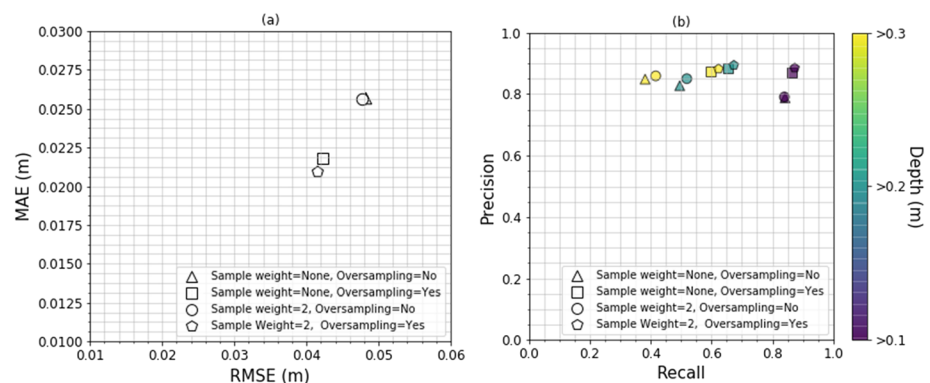 (a)
0.0300
0.0275
0.0250
0.0225
0.0200
0.0175
0.0150
0.0125
0.0100
MAE (m)
Sample weight=None, Oversampling=No
Sample weight=None, Oversampling=Yes
Sample weight=2, Oversampling=No
Sample Weight=2, Oversampling=Yes
0.01 0.02 0.03 0.04 0.05 0.06
RMSE (m)
(b)
1.0
0.8
0.6
0.4
0.2
0.0
Precision
Sample weight=None, Oversampling=No
Sample weight=None, Oversampling=Yes
Sample weight=2, Oversampling=No
Sample Weight=2, Oversampling=Yes
0.0 0.2 0.4 0.6 0.8 1.0
Recall
>0.3
>0.2
>0.1
Depth (m)